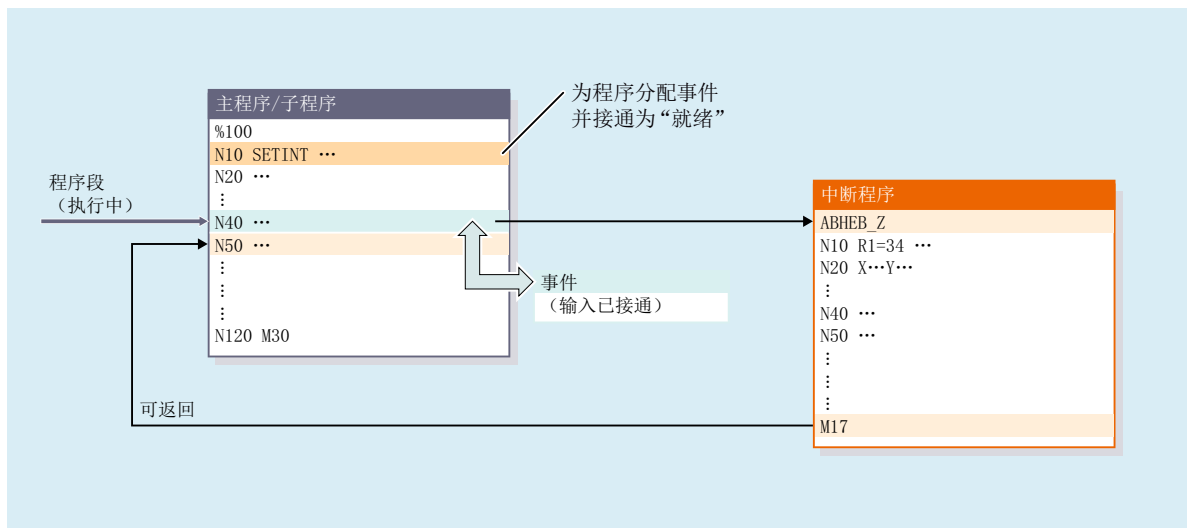 为程序分配事件
并接通为“就绪”
主程序/子程序
%100
N10 SETINT ···
N20 ···
⋮
N40 ···
N50 ···
⋮
⋮
⋮
N120 M30
程序段
（执行中）
事件
（输入已接通）
可返回
中断程序
ABHEB_Z
N10 R1=34 ···
N20 X···Y···
⋮
N40 ···
N50 ···
⋮
⋮
⋮
M17